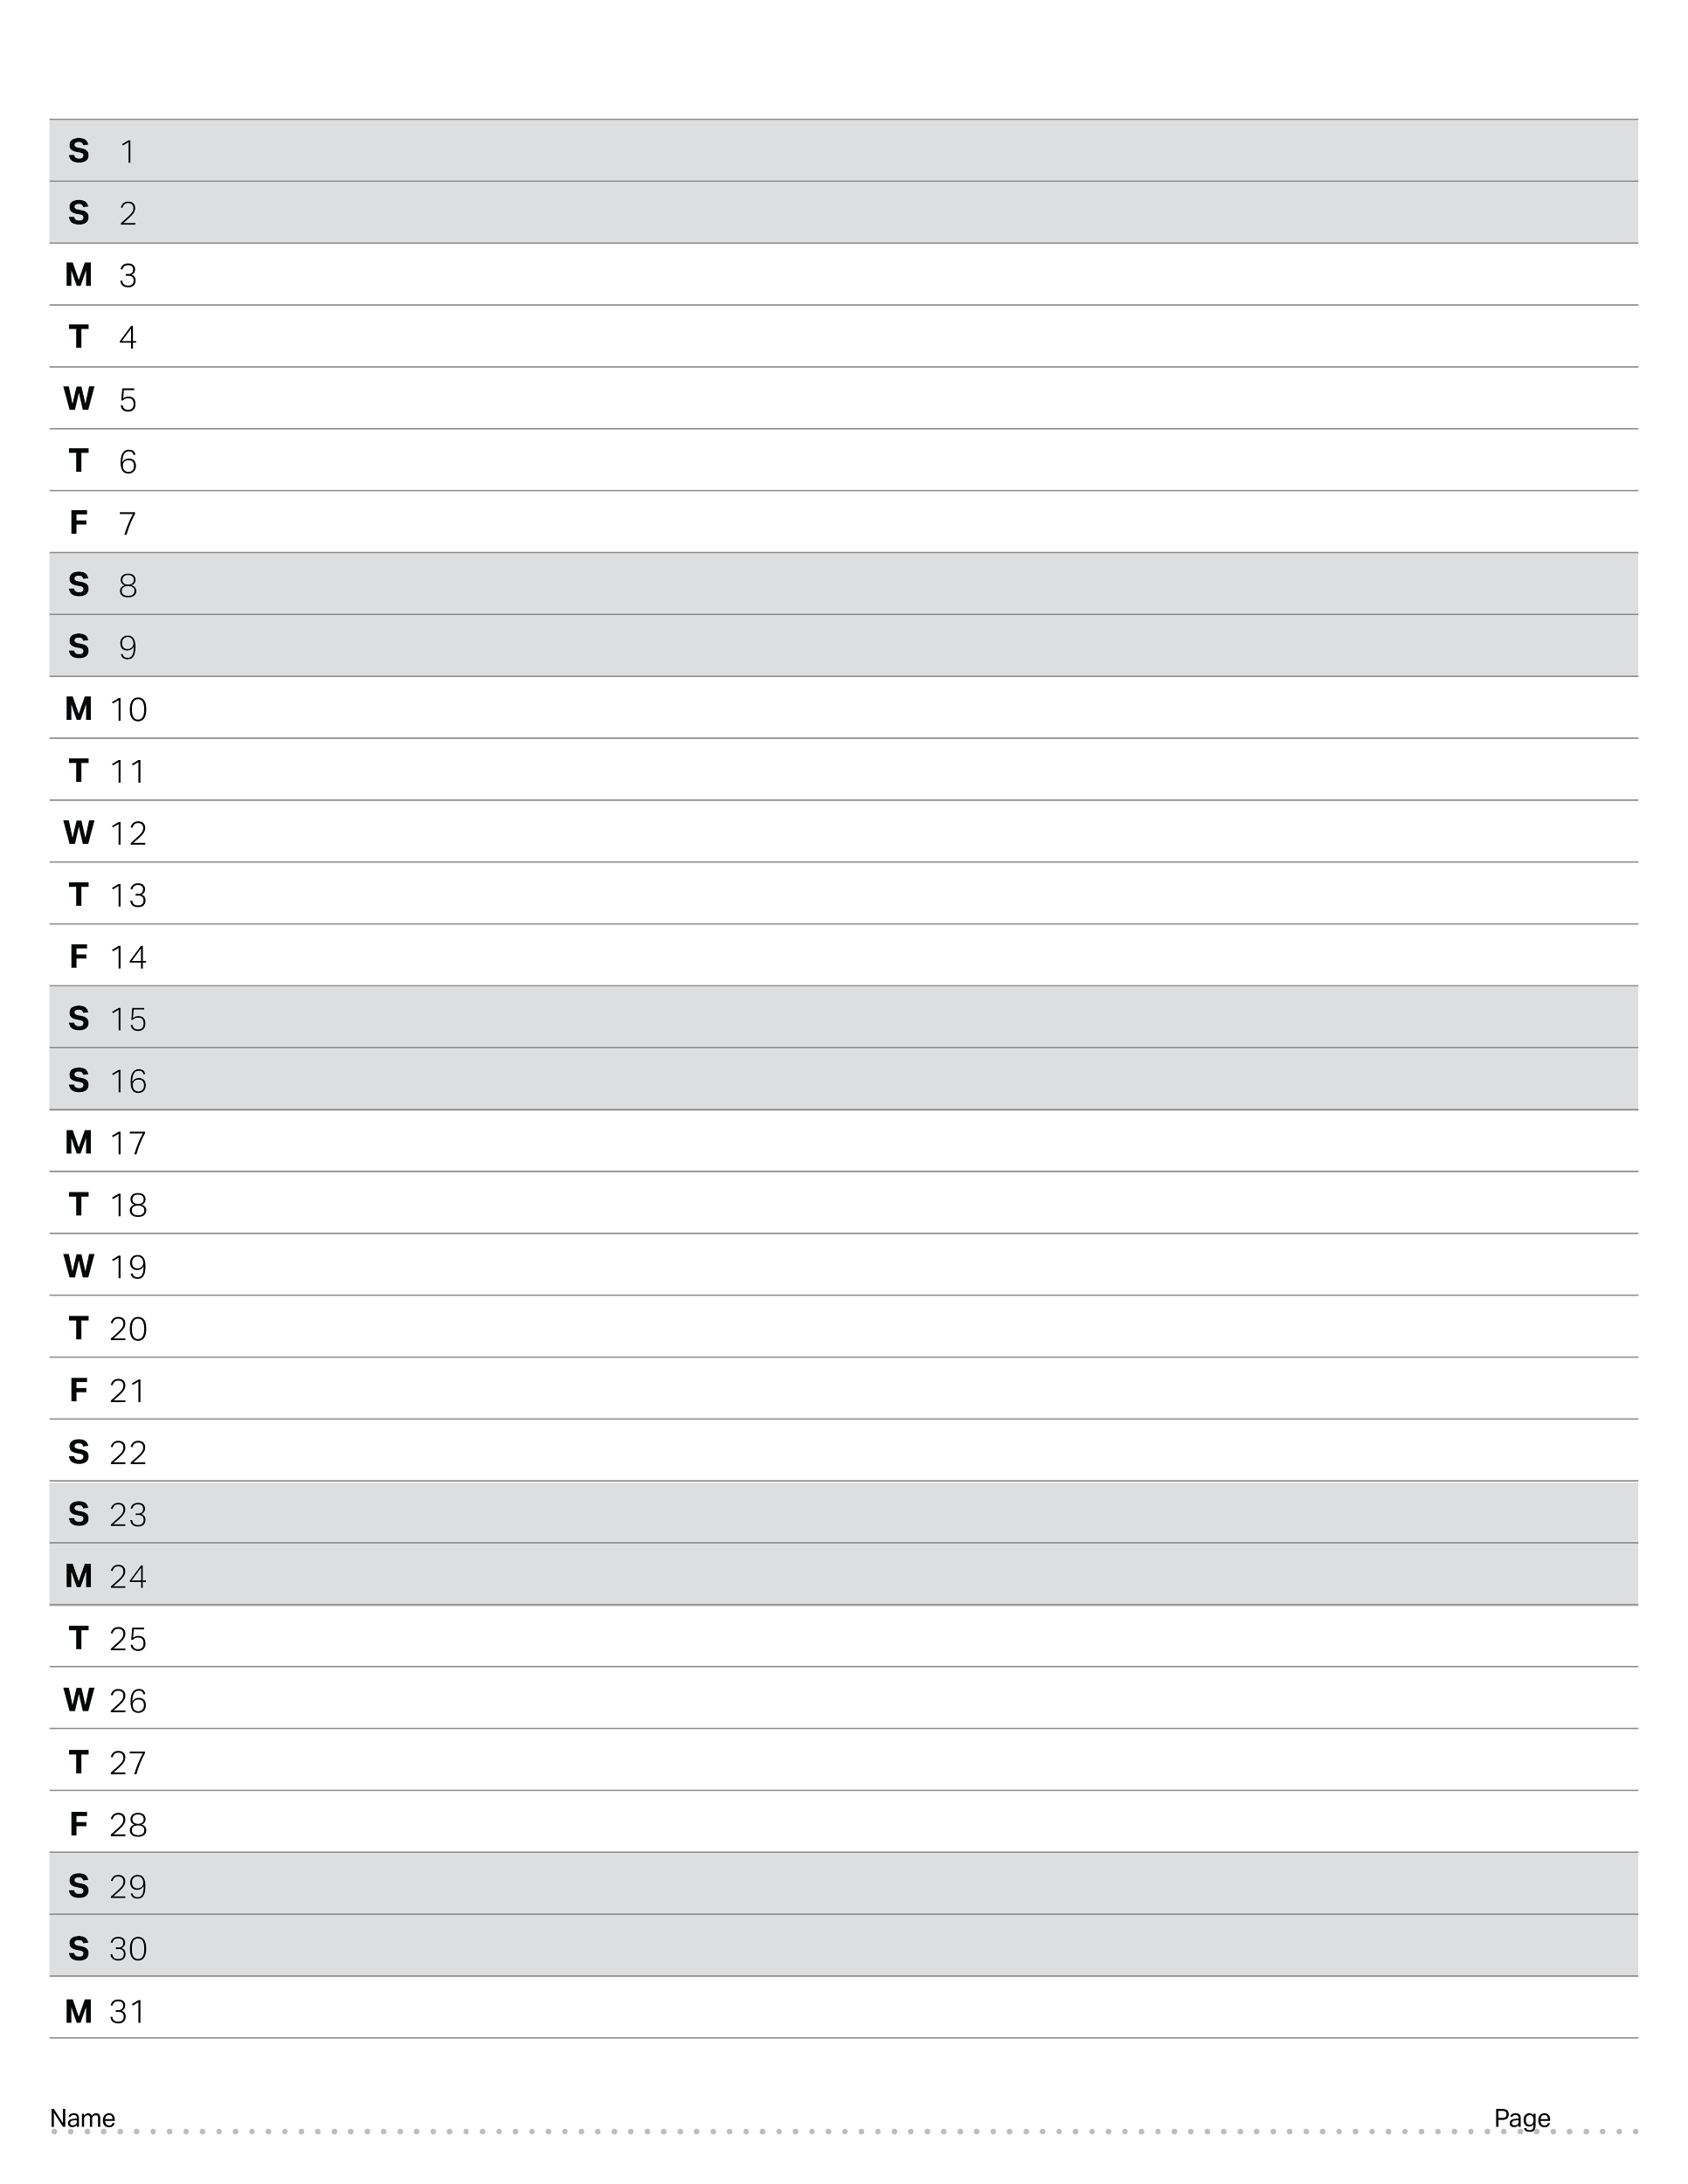 S 1
S 2
M 3
T 4
W 5
T 6
F 7
S 8
S 9
M 10
T 11
W 12
T 13
F 14
S 15
S 16
M 17
T 18
W 19
T 20
F 21
S 22
S 23
M 24
T 25
W 26
T 27
F 28
S 29
S 30
M 31
Name Page